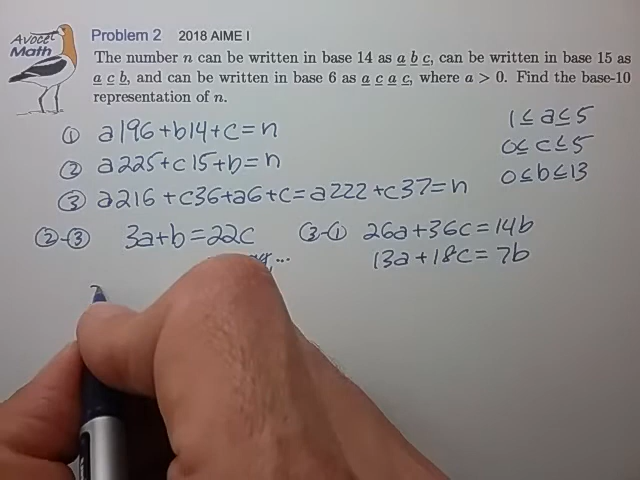 Avocet Math
Problem 2 2018 AIME I
The number n can be written in base 14 as a b c, can be written in base 15 as
a c b, and can be written in base 6 as a c a c, where a > 0. Find the base-10
representation of n.
① a196+b14+c=n
② a225+c15+b=n
③ a216+c36+a6+c=a222+c37=n
1≤a≤5
0≤c≤5
0≤b≤13
②-③ 3a+b=22c
③-① 26a+36c=14b
13a+18c=7b